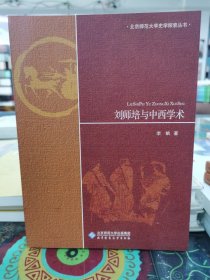 ·北京师范大学史学探索丛书·
LiuShiPei Yu ZhongXi XueShu
刘师培与中西学术
李帆 著
北京师范大学出版集团
北京师范大学出版社